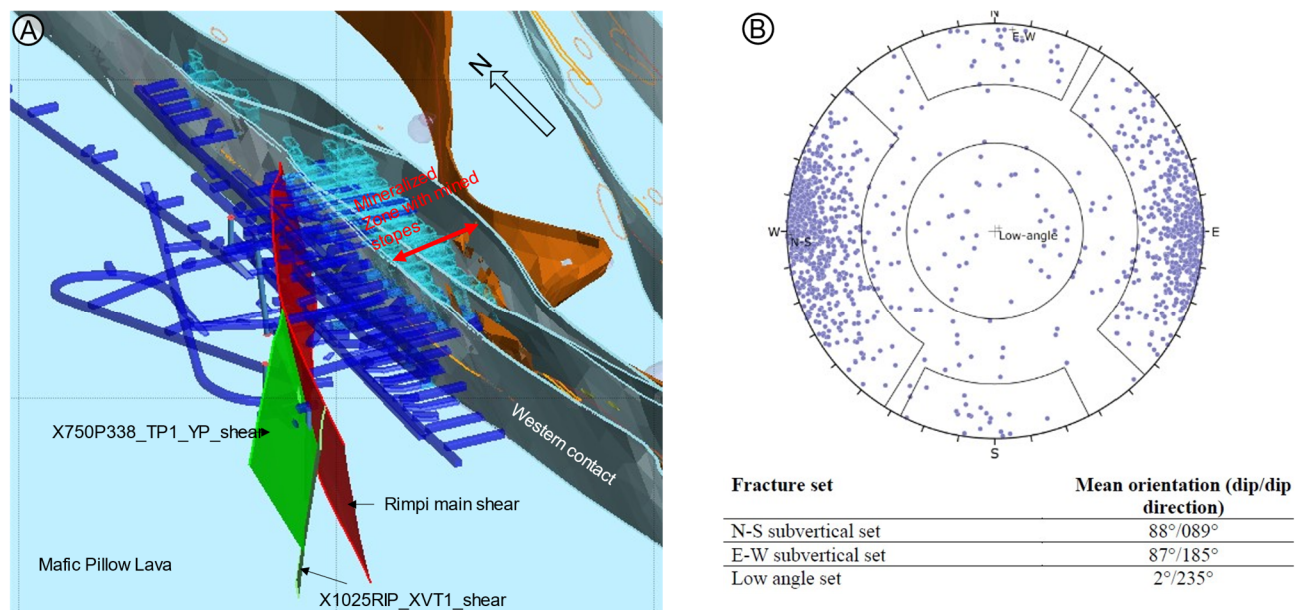 A
N
Mineralized
Zone with mined
stopes
X750P338_TP1_YP_shear
Western contact
Rimpi main shear
Mafic Pillow Lava
X1025RIP_XVT1_shear
B
N
E-W
W
N-S
Low-angle
E
S
Fracture set Mean orientation (dip/dip
direction)
N-S subvertical set 88°/089°
E-W subvertical set 87°/185°
Low angle set 2°/235°